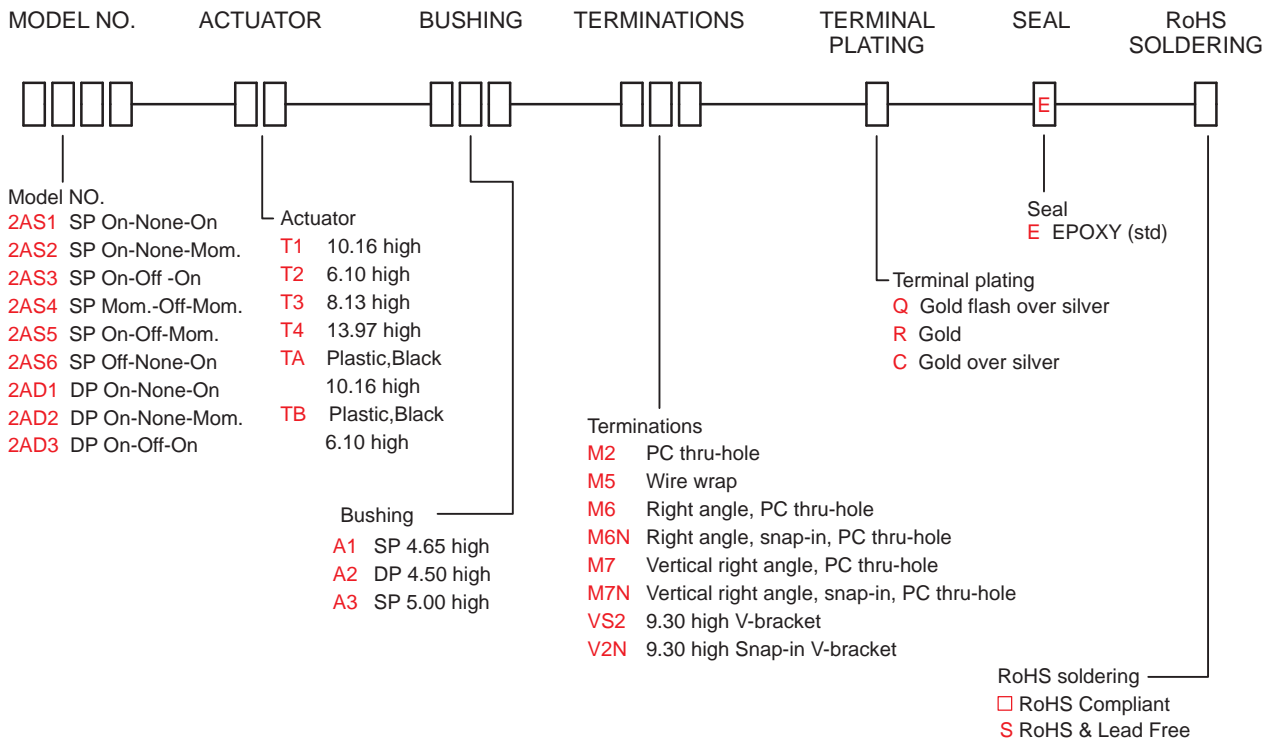 MODEL NO.
ACTUATOR
BUSHING
TERMINATIONS
TERMINAL
PLATING
SEAL
RoHS
SOLDERING
E
Model NO.
2AS1 SP On-None-On
2AS2 SP On-None-Mom.
2AS3 SP On-Off -On
2AS4 SP Mom.-Off-Mom.
2AS5 SP On-Off-Mom.
2AS6 SP Off-None-On
2AD1 DP On-None-On
2AD2 DP On-None-Mom.
2AD3 DP On-Off-On
Actuator
T1 10.16 high
T2 6.10 high
T3 8.13 high
T4 13.97 high
TA Plastic,Black
10.16 high
TB Plastic,Black
6.10 high
Bushing
A1 SP 4.65 high
A2 DP 4.50 high
A3 SP 5.00 high
Terminations
M2 PC thru-hole
M5 Wire wrap
M6 Right angle, PC thru-hole
M6N Right angle, snap-in, PC thru-hole
M7 Vertical right angle, PC thru-hole
M7N Vertical right angle, snap-in, PC thru-hole
VS2 9.30 high V-bracket
V2N 9.30 high Snap-in V-bracket
Terminal plating
Q Gold flash over silver
R Gold
C Gold over silver
Seal
E EPOXY (std)
RoHS soldering
□ RoHS Compliant
S RoHS & Lead Free